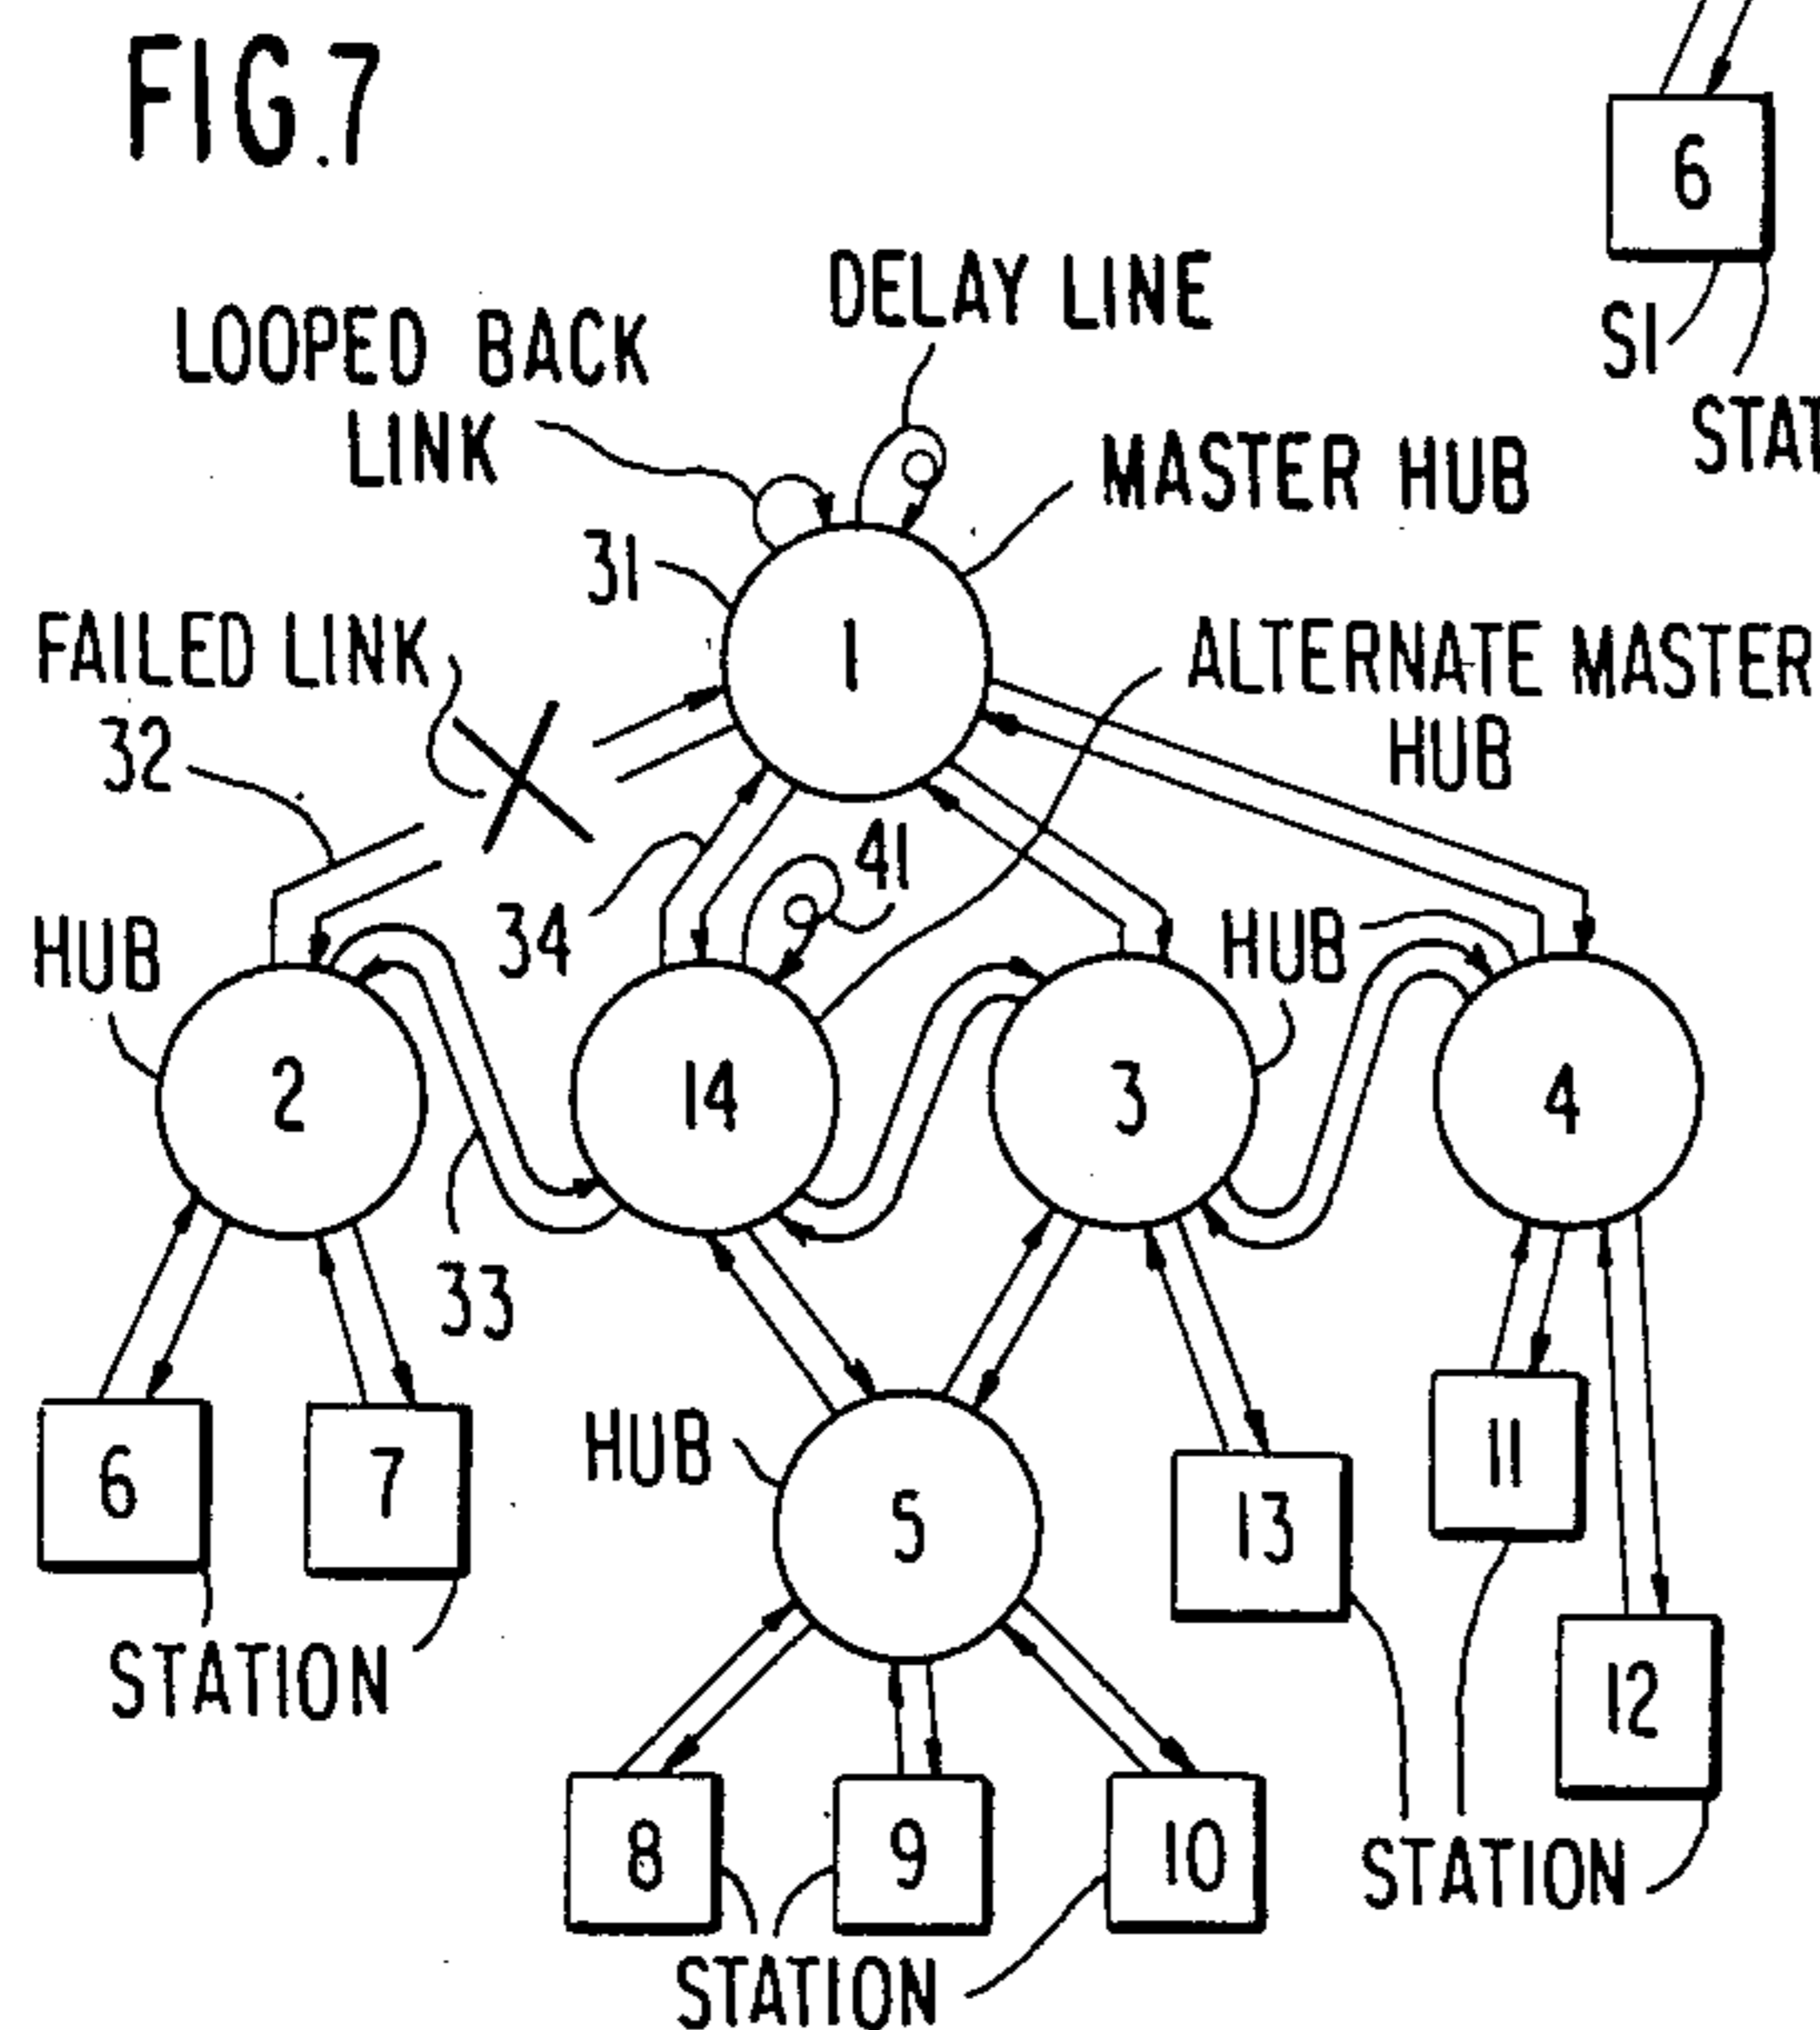 FIG.7
6
S1
STAT
DELAY LINE
LOOPED BACK
LINK
MASTER HUB
31
1
FAILED LINK
ALTERNATE MASTER
HUB
32
41
34
HUB
HUB
2
14
3
4
33
HUB
6
7
5
13
11
STATION
12
8
9
10
STATION
STATION